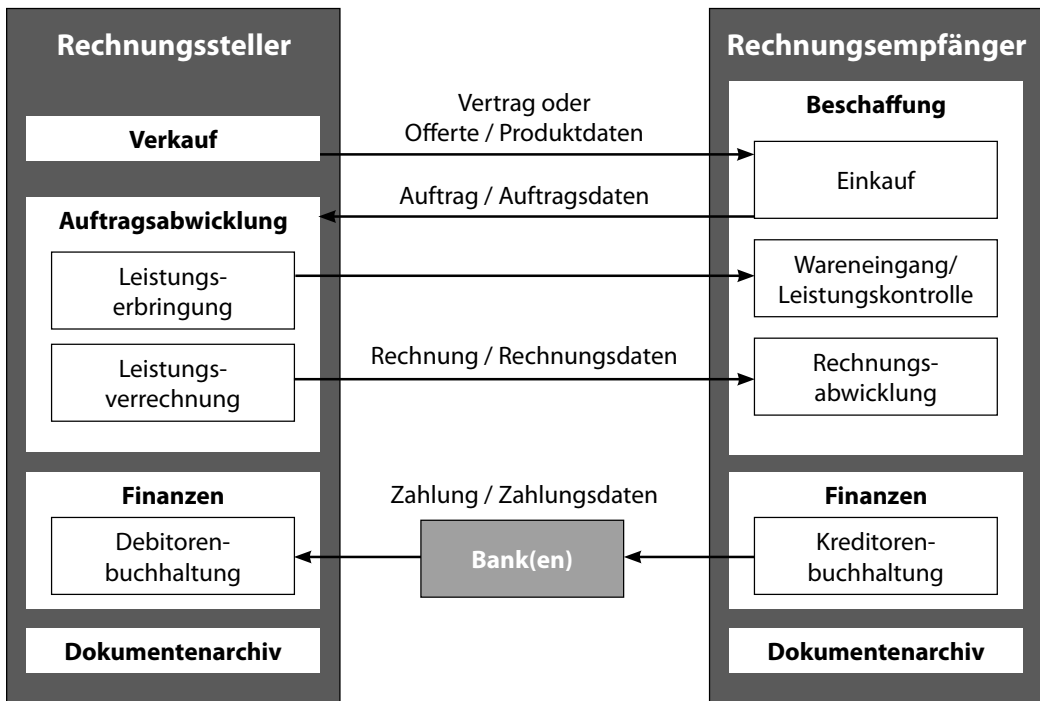 Rechnungssteller
Verkauf
Auftragsabwicklung
Leistungs-
erbringung
Leistungs-
verrechnung
Finanzen
Debitoren-
buchhaltung
Dokumentenarchiv
Vertrag oder
Offerte / Produktdaten
Auftrag / Auftragsdaten
Rechnung / Rechnungsdaten
Zahlung / Zahlungsdaten
Bank(en)
Rechnungsempfänger
Beschaffung
Einkauf
Wareneingang/
Leistungskontrolle
Rechnungs-
abwicklung
Finanzen
Kreditoren-
buchhaltung
Dokumentenarchiv